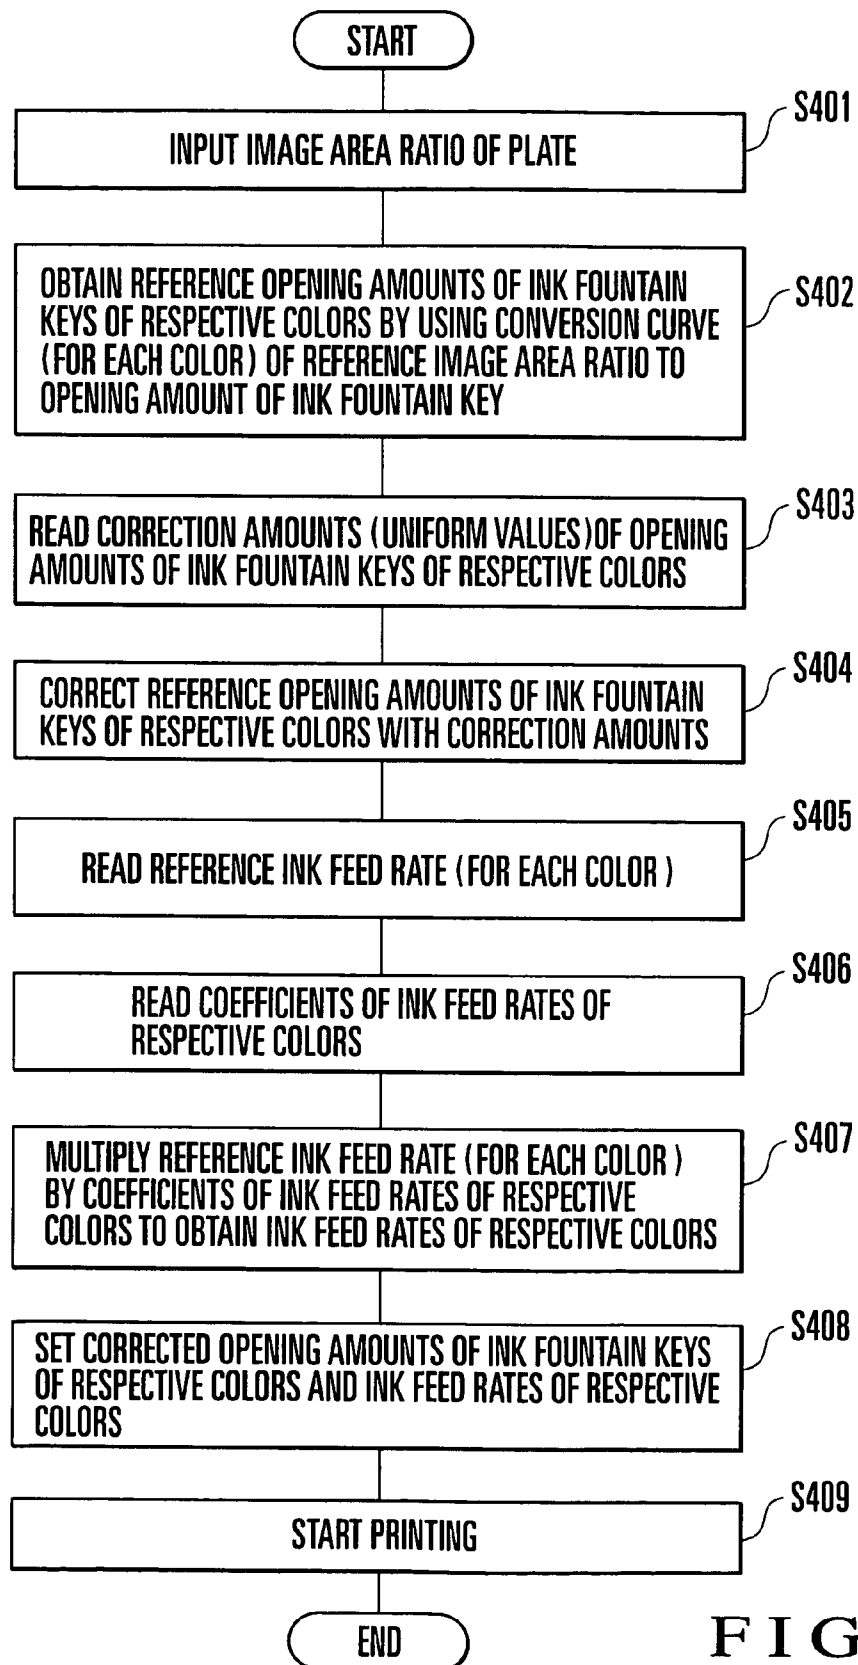 START
S401
INPUT IMAGE AREA RATIO OF PLATE
S402
OBTAIN REFERENCE OPENING AMOUNTS OF INK FOUNTAIN
KEYS OF RESPECTIVE COLORS BY USING CONVERSION CURVE
(FOR EACH COLOR) OF REFERENCE IMAGE AREA RATIO TO
OPENING AMOUNT OF INK FOUNTAIN KEY
S403
READ CORRECTION AMOUNTS (UNIFORM VALUES) OF OPENING
AMOUNTS OF INK FOUNTAIN KEYS OF RESPECTIVE COLORS
S404
CORRECT REFERENCE OPENING AMOUNTS OF INK FOUNTAIN
KEYS OF RESPECTIVE COLORS WITH CORRECTION AMOUNTS
S405
READ REFERENCE INK FEED RATE (FOR EACH COLOR)
S406
READ COEFFICIENTS OF INK FEED RATES OF
RESPECTIVE COLORS
S407
MULTIPLY REFERENCE INK FEED RATE (FOR EACH COLOR)
BY COEFFICIENTS OF INK FEED RATES OF RESPECTIVE
COLORS TO OBTAIN INK FEED RATES OF RESPECTIVE COLORS
S408
SET CORRECTED OPENING AMOUNTS OF INK FOUNTAIN KEYS
OF RESPECTIVE COLORS AND INK FEED RATES OF RESPECTIVE
COLORS
S409
START PRINTING
END
FIG